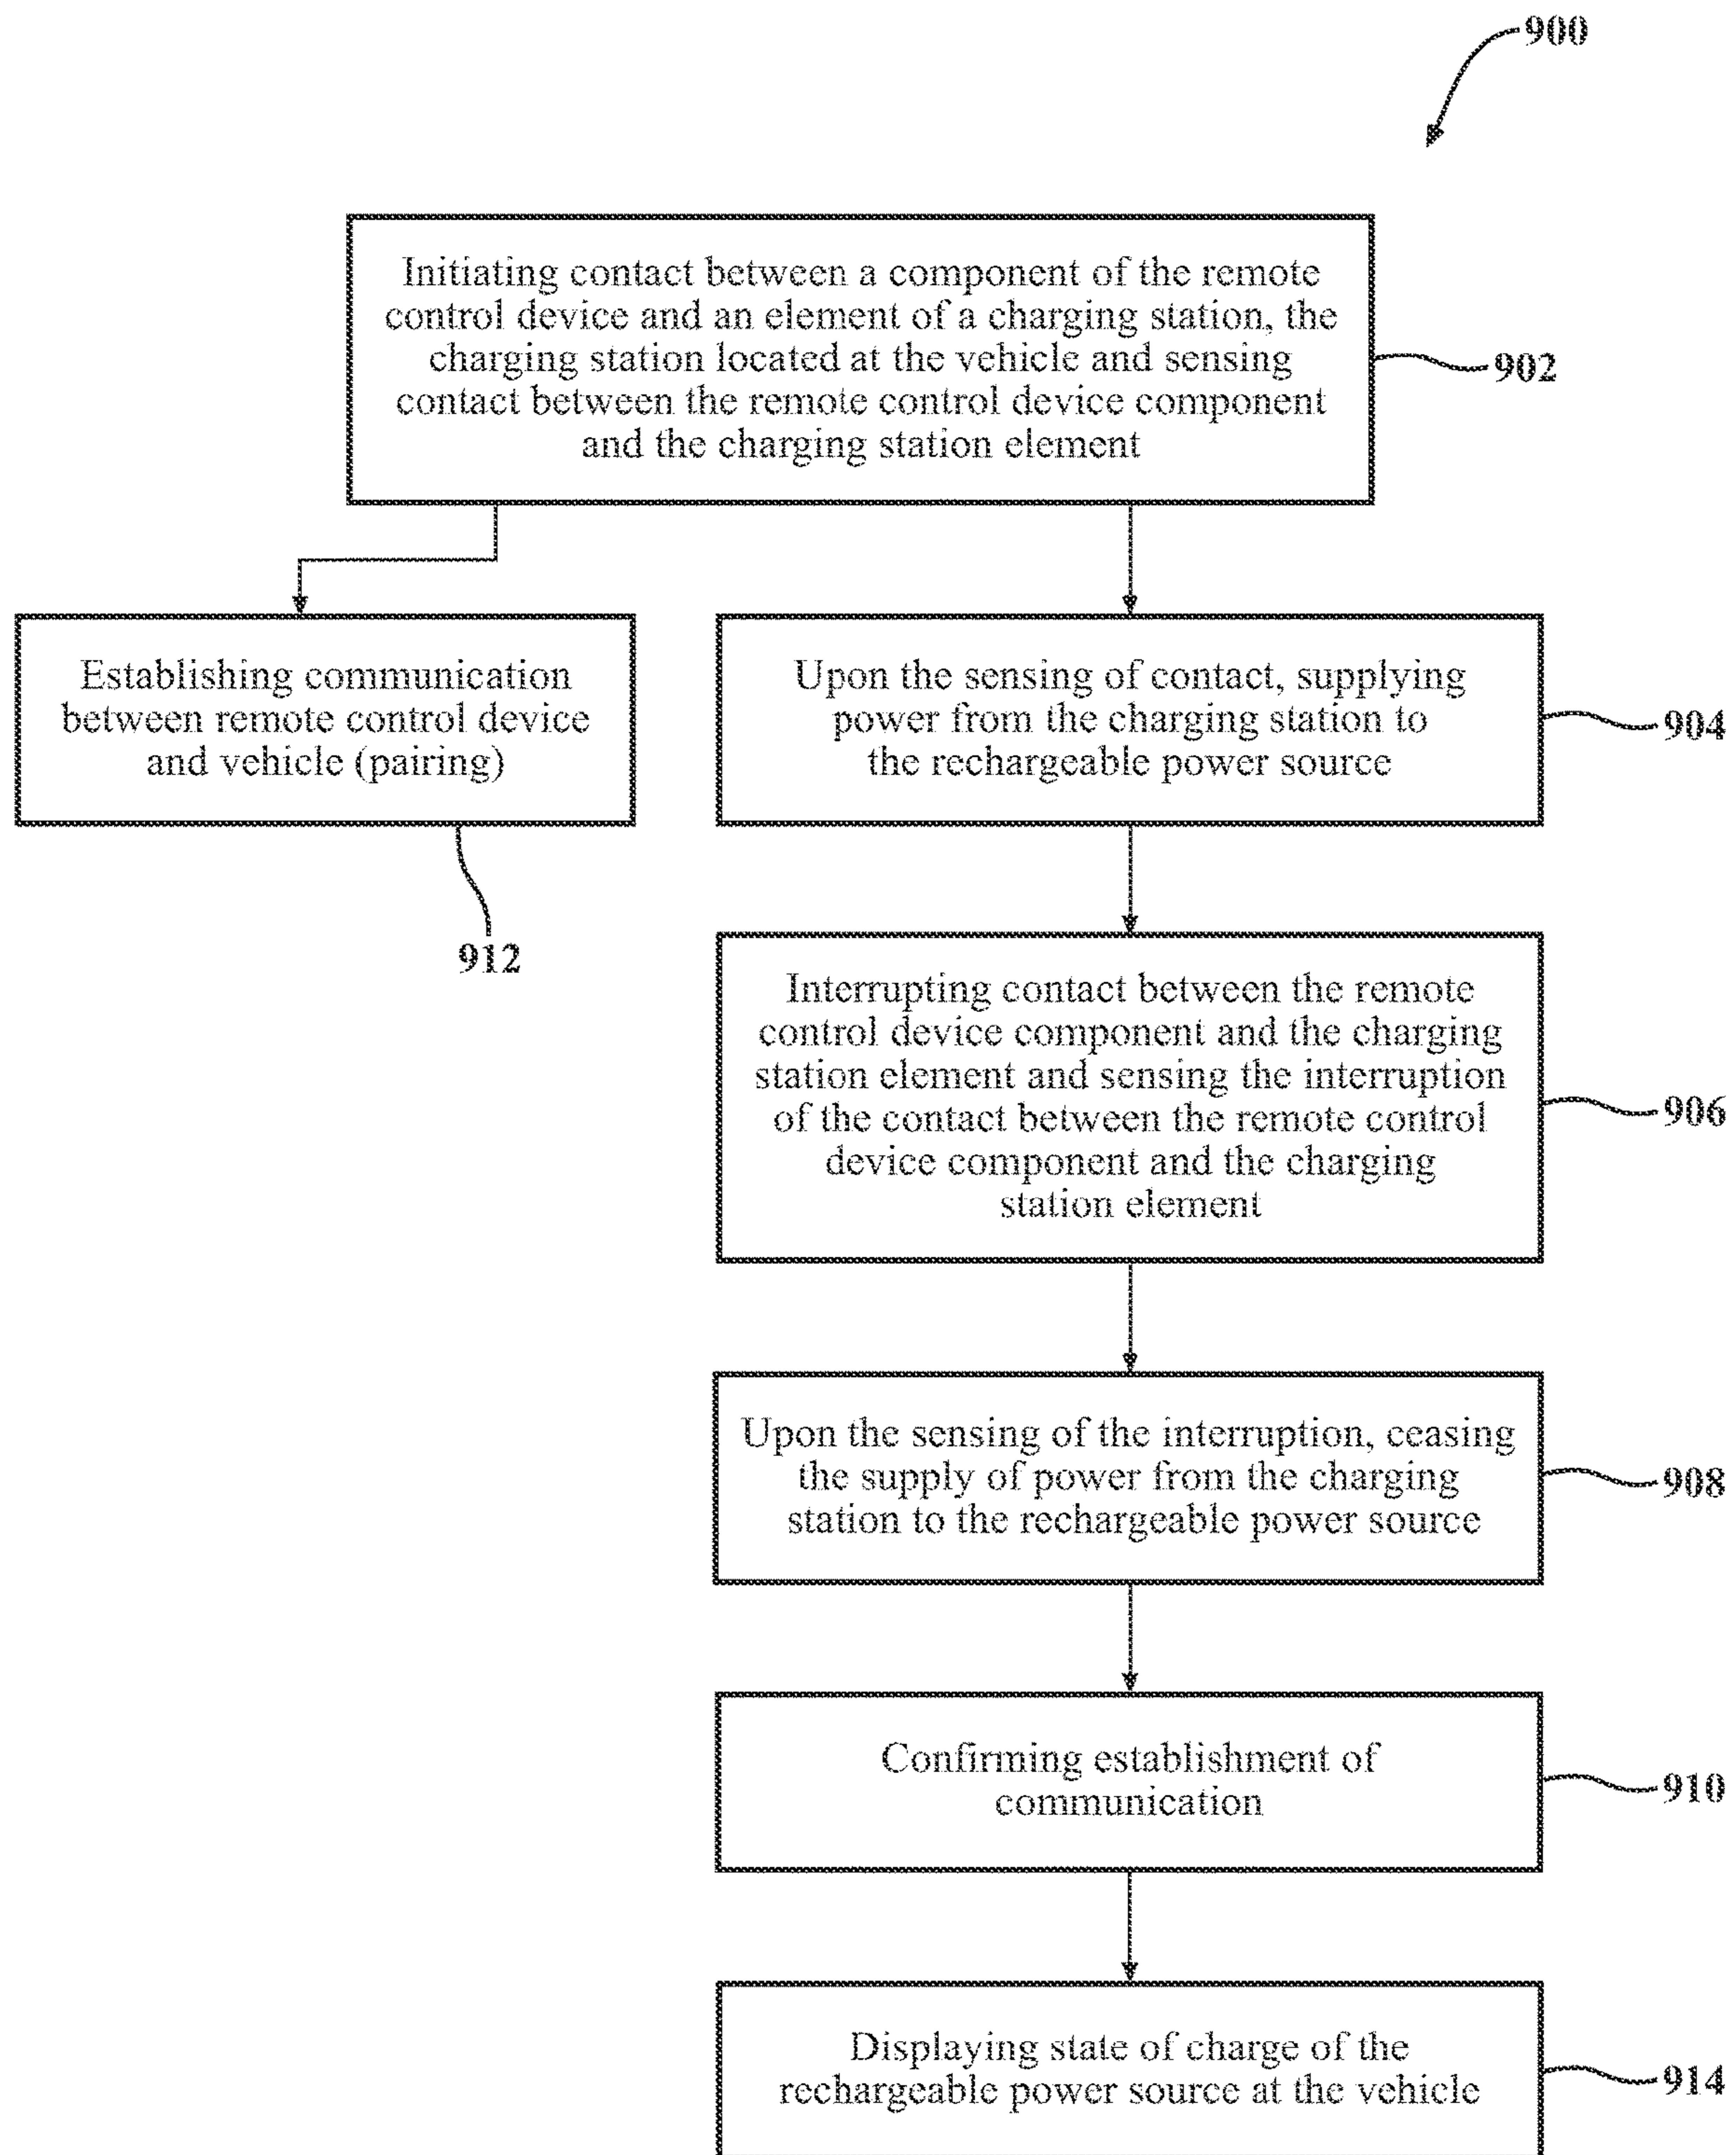 900
Initiating contact between a component of the remote
control device and an element of a charging station, the
charging station located at the vehicle and sensing
contact between the remote control device component
and the charging station element
902
Establishing communication
between remote control device
and vehicle (pairing)
912
Upon the sensing of contact, supplying
power from the charging station to
the rechargeable power source
904
Interrupting contact between the remote
control device component and the charging
station element and sensing the interruption
of the contact between the remote control
device component and the charging
station element
906
Upon the sensing of the interruption, ceasing
the supply of power from the charging
station to the rechargeable power source
908
Confirming establishment of
communication
910
Displaying state of charge of the
rechargeable power source at the vehicle
914